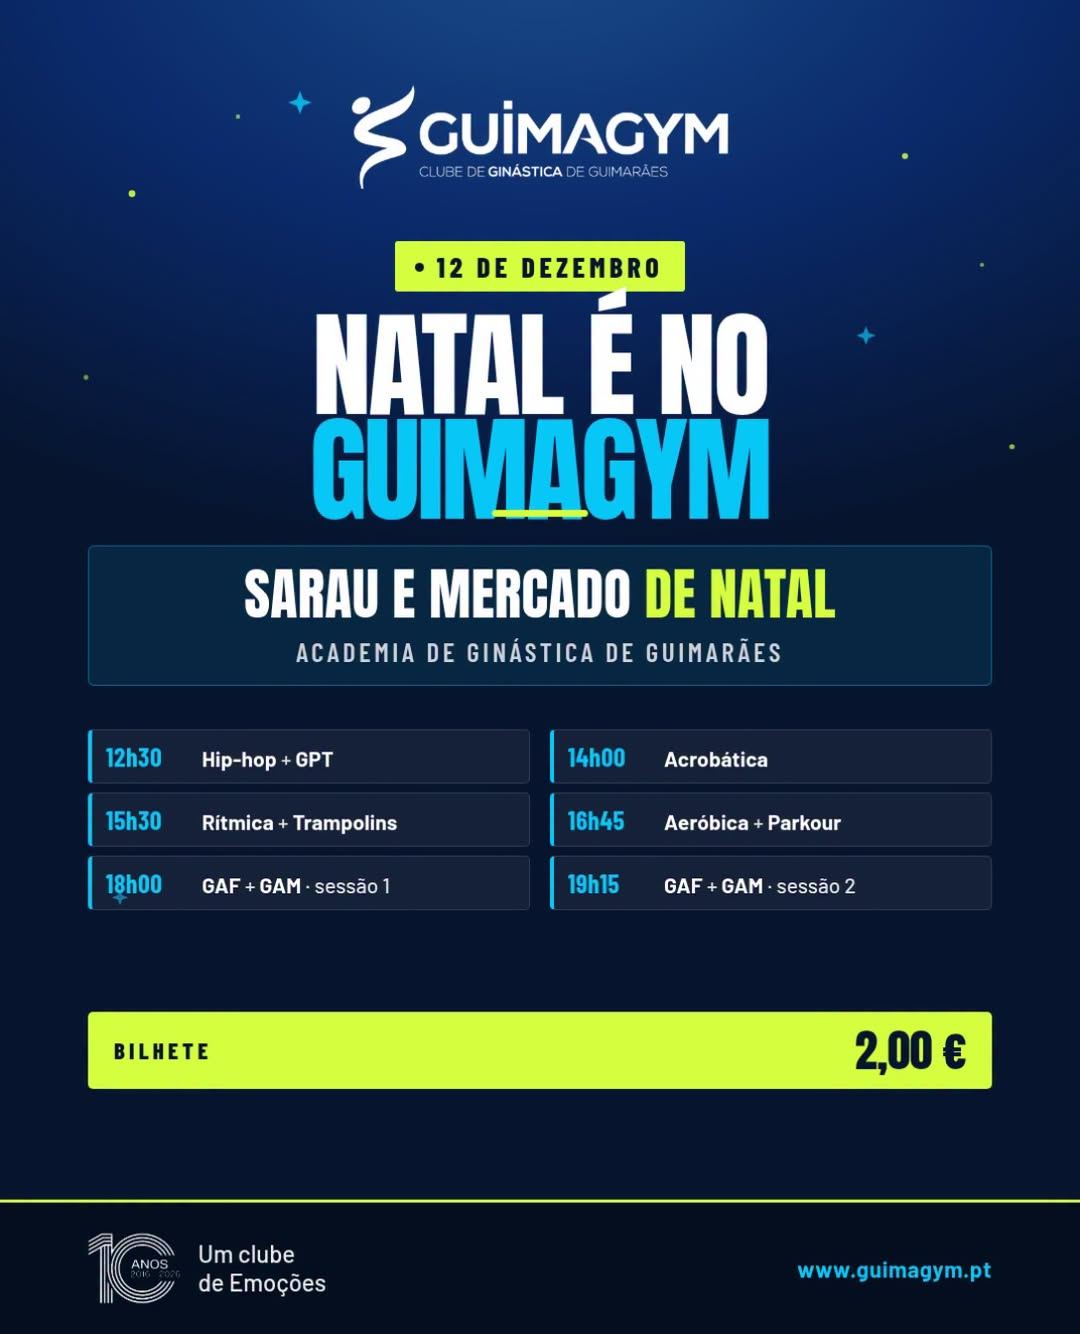 GUIMAGYM
CLUBE DE GINÁSTICA DE GUIMARÃES
• 12 DE DEZEMBRO
NATAL É NO
GUIMAGYM
SARAU E MERCADO DE NATAL
ACADEMIA DE GINÁSTICA DE GUIMARÃES
12h30 Hip-hop + GPT
14h00 Acrobática
15h30 Rítmica + Trampolins
16h45 Aeróbica + Parkour
18h00 GAF + GAM · sessão 1
19h15 GAF + GAM · sessão 2
BILHETE 2,00 €
10 ANOS
2016 2026
Um clube
de Emoções
www.guimagym.pt